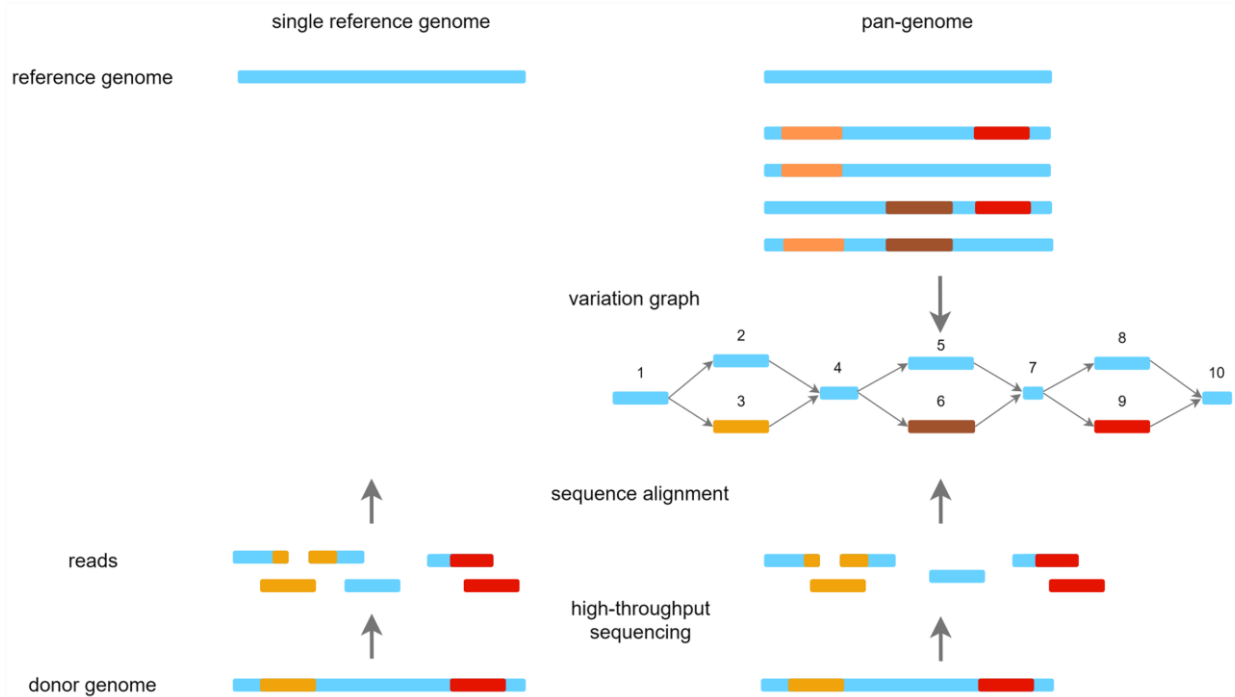 single reference genome
pan-genome
reference genome
variation graph
2
5
8
1
4
7
10
3
6
9
sequence alignment
reads
high-throughput
sequencing
donor genome